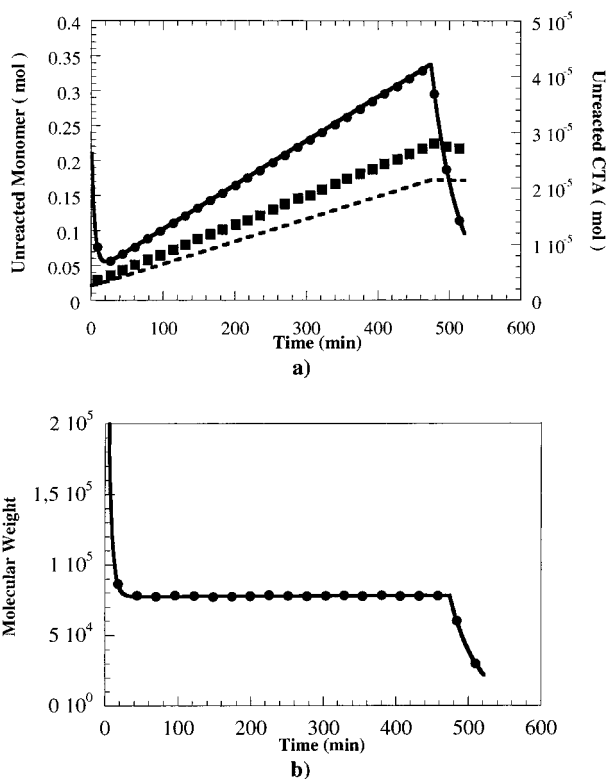 Unreacted Monomer ( mol )
0.4
0.35
0.3
0.25
0.2
0.15
0.1
0.05
0
5 10⁻⁵
4 10⁻⁵
3 10⁻⁵
2 10⁻⁵
1 10⁻⁵
0
Unreacted CTA ( mol )
0 100 200 300 400 500 600
Time (min)
a)
Molecular Weight
2 10⁵
1,5 10⁵
1 10⁵
5 10⁴
0 10⁰
0 100 200 300 400 500 600
Time (min)
b)